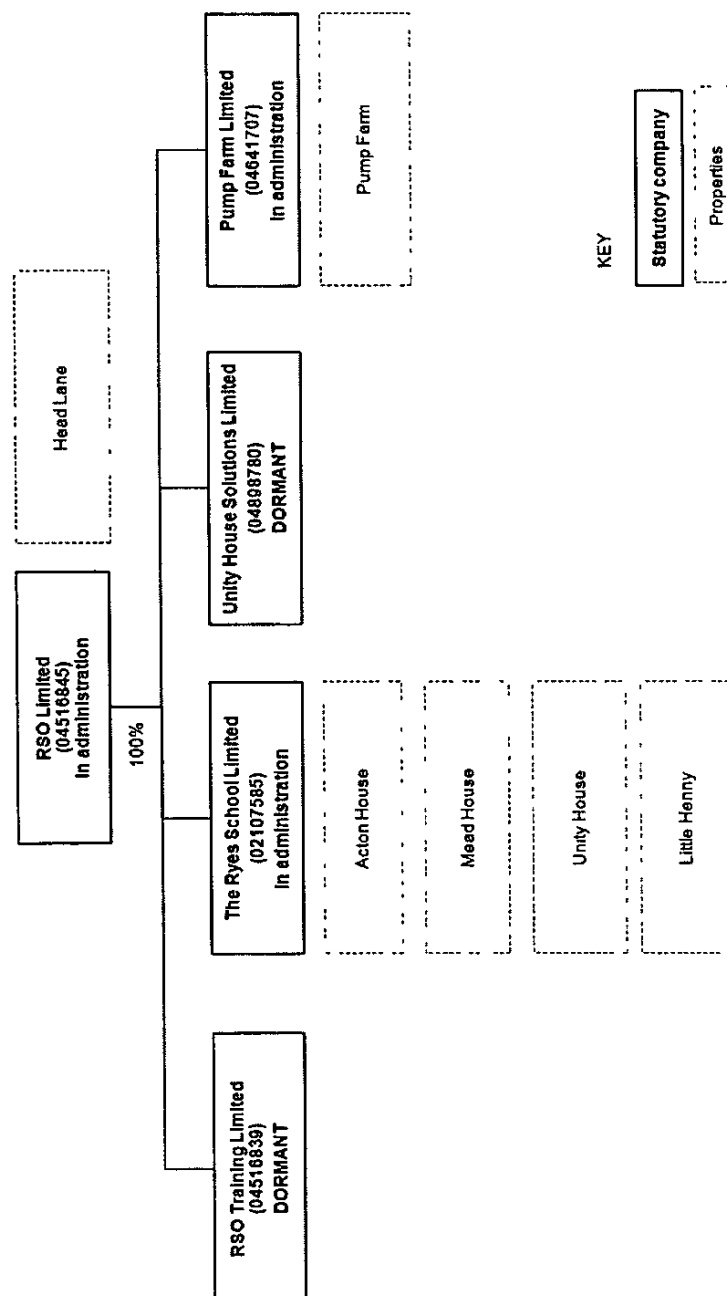 RSO Limited
(04516845)
In administration
Head Lane
100%
RSO Training Limited
(04516839)
DORMANT
The Ryes School Limited
(02107585)
In administration
Unity House Solutions Limited
(04898780)
DORMANT
Pump Farm Limited
(04641707)
In administration
Acton House
Mead House
Unity House
Little Henny
Pump Farm
KEY
Statutory company
Properties